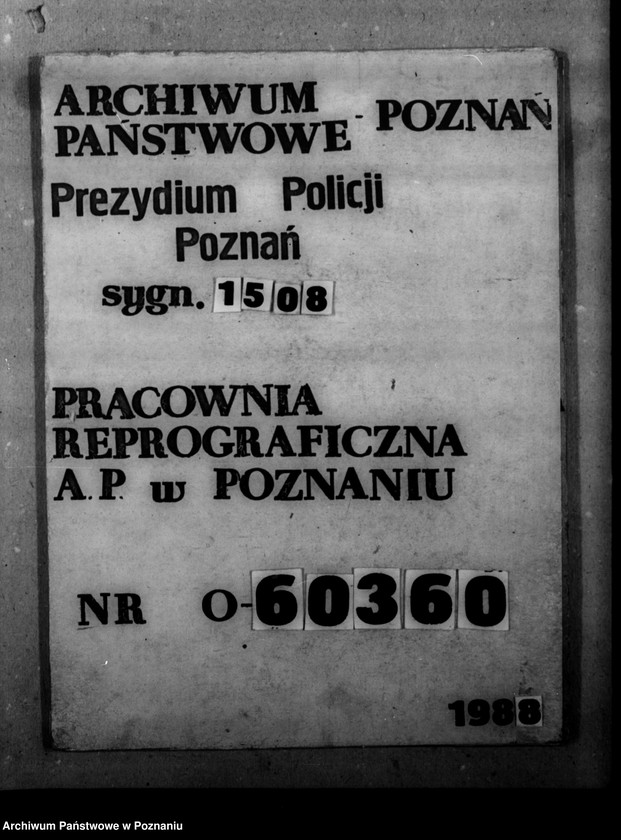 ARCHIWUM
PAŃSTWOWE - POZNAŃ
Prezydium Policji
Poznań
sygn. 1508
PRACOWNIA
REPROGRAFICZNA
A.P. w POZNANIU
NR O-60360
1988
Archiwum Państwowe w Poznaniu